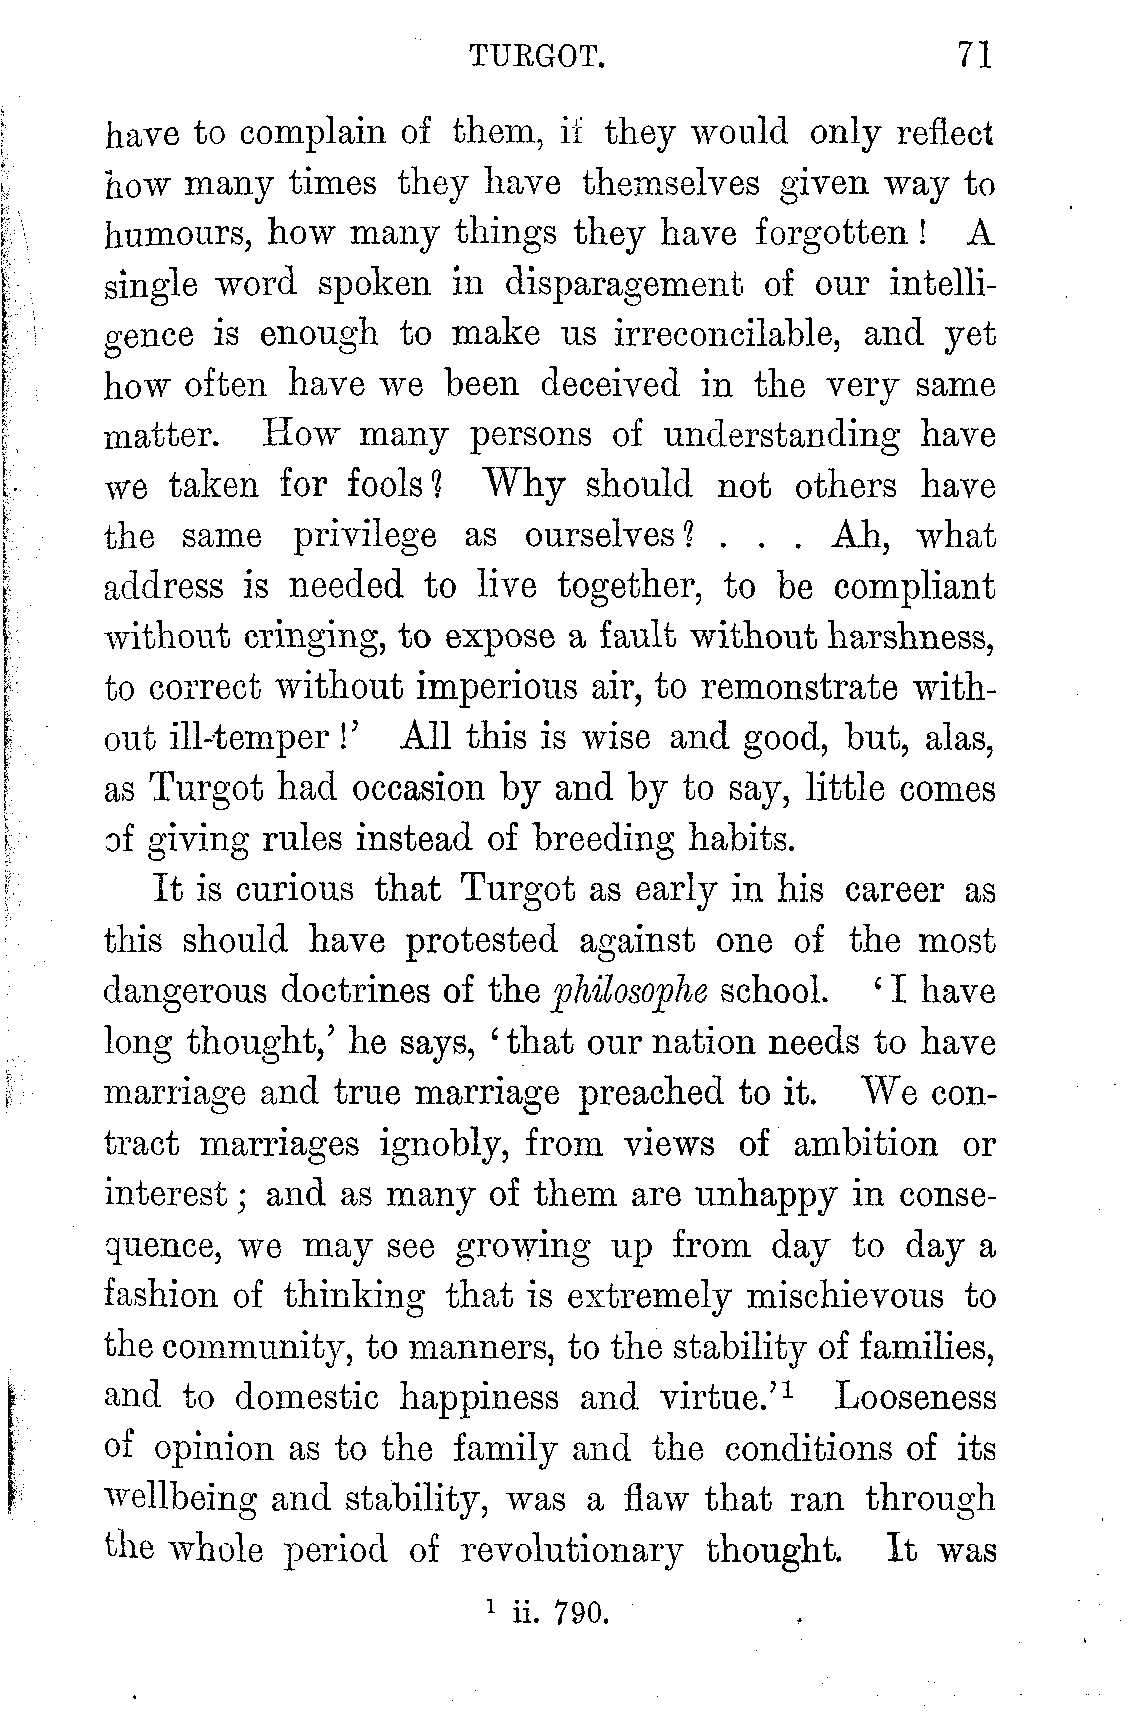 TURGOT. 71
have to complain of them, if they would only reflect
how many times they have themselves given way to
humours, how many things they have forgotten ! A
single word spoken in disparagement of our intelli-
gence is enough to make us irreconcilable, and yet
how often have we been deceived in the very same
matter. How many persons of understanding have
we taken for fools ? Why should not others have
the same privilege as ourselves ? . . . Ah, what
address is needed to live together, to be compliant
without cringing, to expose a fault without harshness,
to correct without imperious air, to remonstrate with-
out ill-temper !’ All this is wise and good, but, alas,
as Turgot had occasion by and by to say, little comes
of giving rules instead of breeding habits.
It is curious that Turgot as early in his career as
this should have protested against one of the most
dangerous doctrines of the philosophe school. ‘ I have
long thought,’ he says, ‘ that our nation needs to have
marriage and true marriage preached to it. We con-
tract marriages ignobly, from views of ambition or
interest ; and as many of them are unhappy in conse-
quence, we may see growing up from day to day a
fashion of thinking that is extremely mischievous to
the community, to manners, to the stability of families,
and to domestic happiness and virtue.’¹ Looseness
of opinion as to the family and the conditions of its
wellbeing and stability, was a flaw that ran through
the whole period of revolutionary thought. It was
¹ ii. 790.